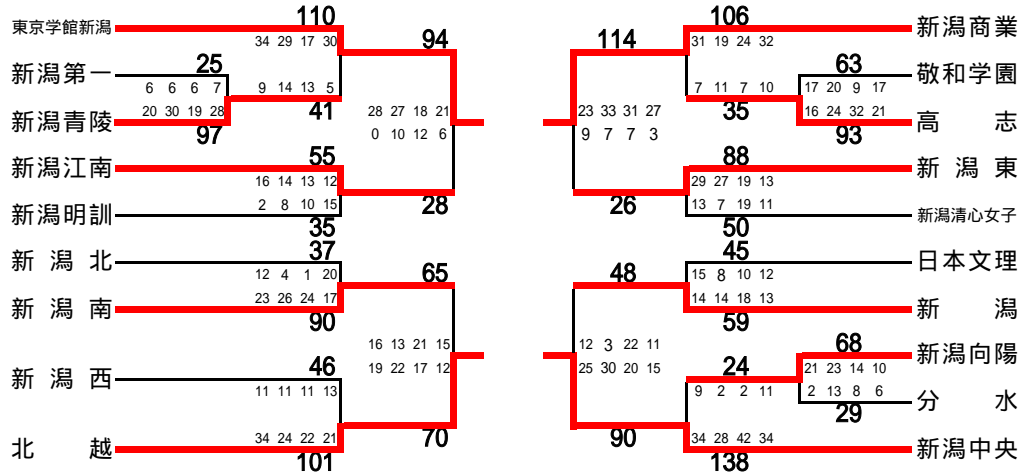 東京学館新潟
110
34 29 17 30
新潟第一
25
6 6 6 7
9 14 13 5
41
新潟青陵
20 30 19 28
97
94
28 27 18 21
0 10 12 6
28
新潟江南
55
16 14 13 12
新潟明訓
2 8 10 15
35
新潟北
37
12 4 1 20
新潟南
23 26 24 17
90
65
16 13 21 15
19 22 17 12
70
新潟西
46
11 11 11 13
北越
34 24 22 21
101
106
新潟商業
31 19 24 32
114
63
敬和学園
17 20 9 17
7 11 7 10
35
高志
16 24 32 21
93
23 33 31 27
9 7 7 3
26
88
新潟東
29 27 19 13
新潟清心女子
13 7 19 11
50
45
日本文理
15 8 10 12
48
新潟
14 14 18 13
59
12 3 22 11
25 30 20 15
90
68
新潟向陽
21 23 14 10
24
9 2 2 11
分水
2 13 8 6
29
新潟中央
34 28 42 34
138